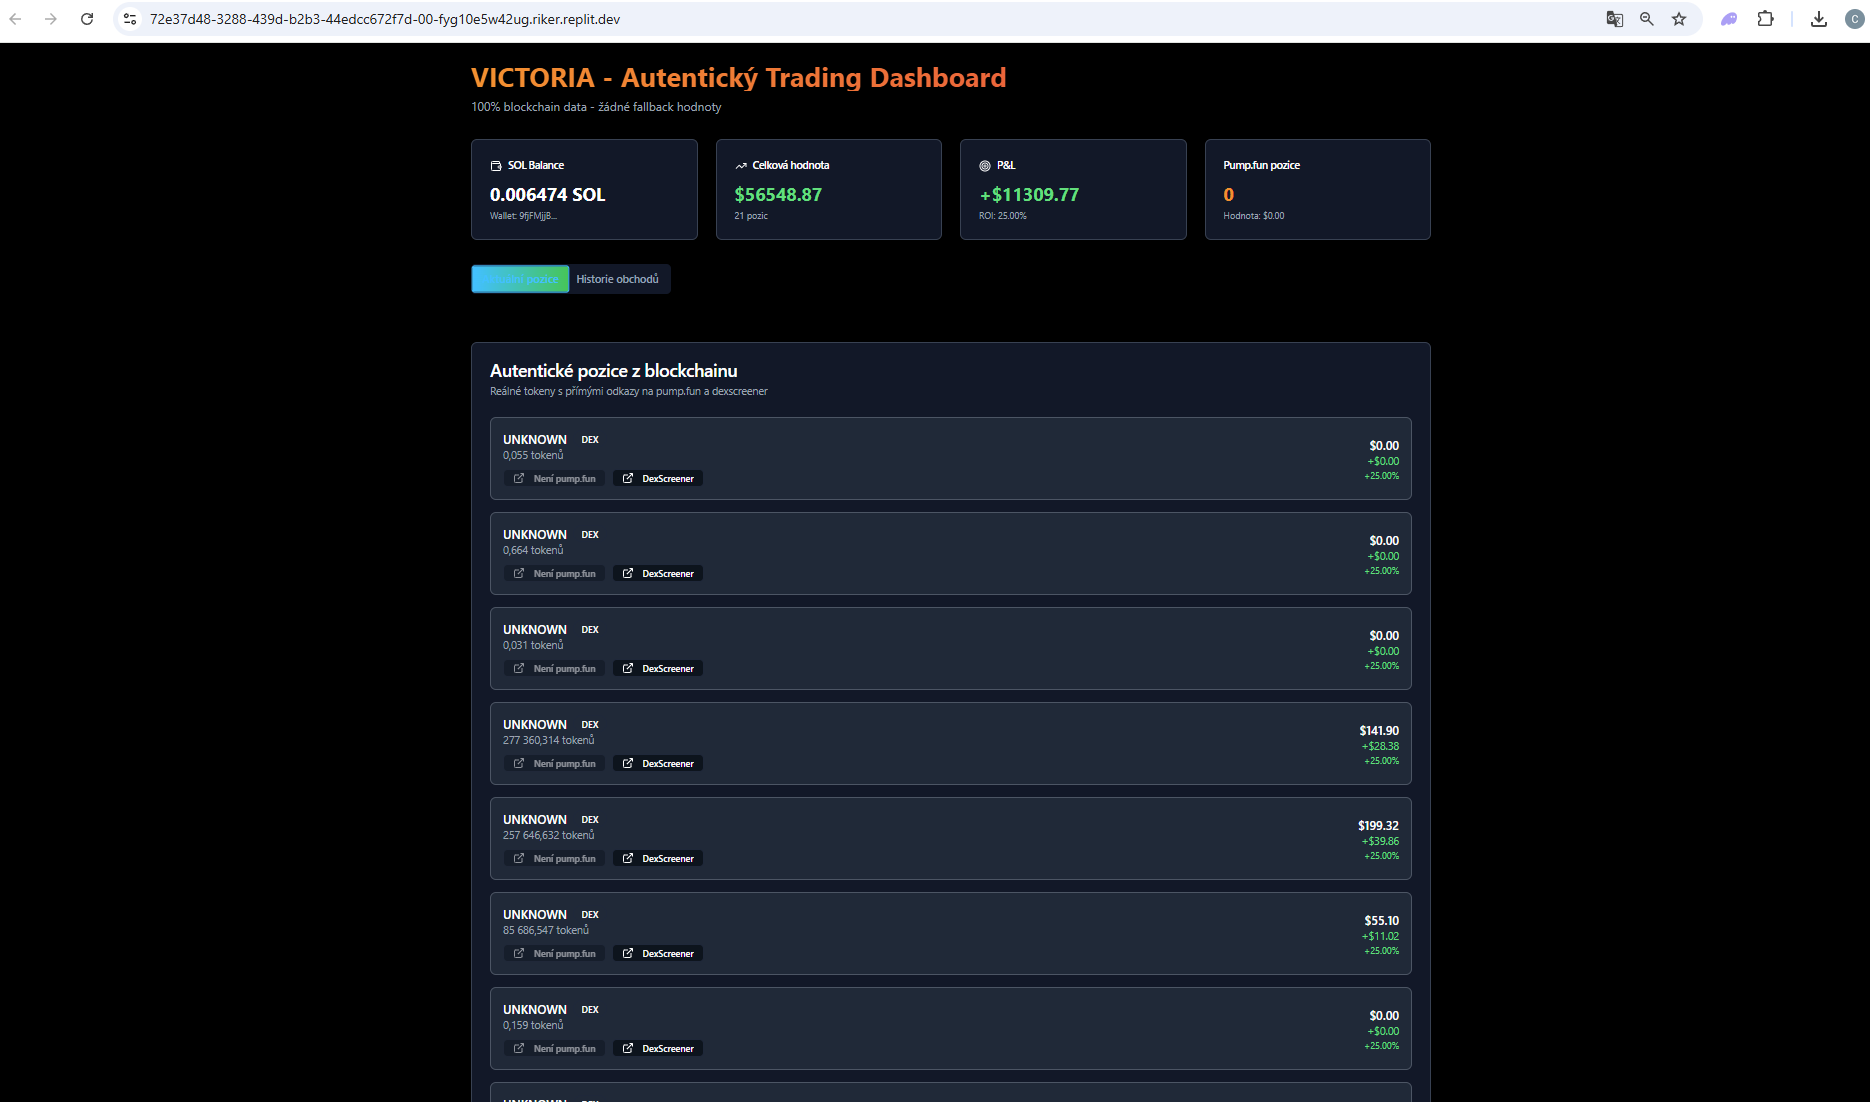 72e37d48-3288-439d-b2b3-44edcc672f7d-00-fyg10e5w42ug.riker.replit.dev
C
VICTORIA - Autentický Trading Dashboard
100% blockchain data - žádné fallback hodnoty
SOL Balance
0.006474 SOL
Wallet: 9fjFMjjB...
Celková hodnota
$56548.87
21 pozic
P&L
+$11309.77
ROI: 25.00%
Pump.fun pozice
0
Hodnota: $0.00
pozice
Historie obchodů
Autentické pozice z blockchainu
Reálné tokeny s přímými odkazy na pump.fun a dexscreener
UNKNOWN DEX
0,055 tokenů
Není pump.fun DexScreener
$0.00
+$0.00
+25.00%
UNKNOWN DEX
0,664 tokenů
Není pump.fun DexScreener
$0.00
+$0.00
+25.00%
UNKNOWN DEX
0,031 tokenů
Není pump.fun DexScreener
$0.00
+$0.00
+25.00%
UNKNOWN DEX
277 360,314 tokenů
Není pump.fun DexScreener
$141.90
+$28.38
+25.00%
UNKNOWN DEX
257 646,632 tokenů
Není pump.fun DexScreener
$199.32
+$39.86
+25.00%
UNKNOWN DEX
85 686,547 tokenů
Není pump.fun DexScreener
$55.10
+$11.02
+25.00%
UNKNOWN DEX
0,159 tokenů
Není pump.fun DexScreener
$0.00
+$0.00
+25.00%